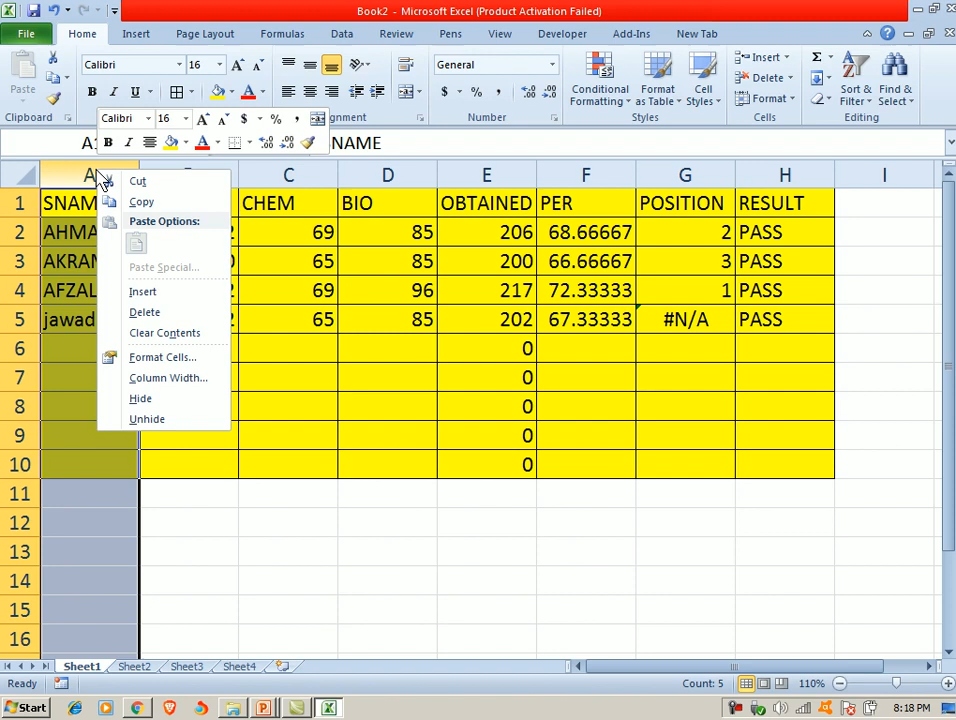 Book2 - Microsoft Excel (Product Activation Failed)
File Home Insert Page Layout Formulas Data Review Pens View Developer Add-Ins New Tab
Paste Clipboard
Calibri 16 A A
B I U A
General
$ % ,
Number
Conditional Formatting
Format as Table
Cell Styles
Styles
Insert
Delete
Format
Cells
Σ
Sort & Filter
Find & Select
Editing
Calibri 16 A A $ % ,
B I A
NAME
A C D E F G H I
1 SNAM CHEM BIO OBTAINED PER POSITION RESULT
2 AHMA 69 85 206 68.66667 2 PASS
3 AKRAM 65 85 200 66.66667 3 PASS
4 AFZAL 69 96 217 72.33333 1 PASS
5 jawad 65 85 202 67.33333 #N/A PASS
6 0
7 0
8 0
9 0
10 0
11
12
13
14
15
16
Cut
Copy
Paste Options:
Paste Special...
Insert
Delete
Clear Contents
Format Cells...
Column Width...
Hide
Unhide
Sheet1 Sheet2 Sheet3 Sheet4
Ready Count: 5 110%
Start 8:18 PM